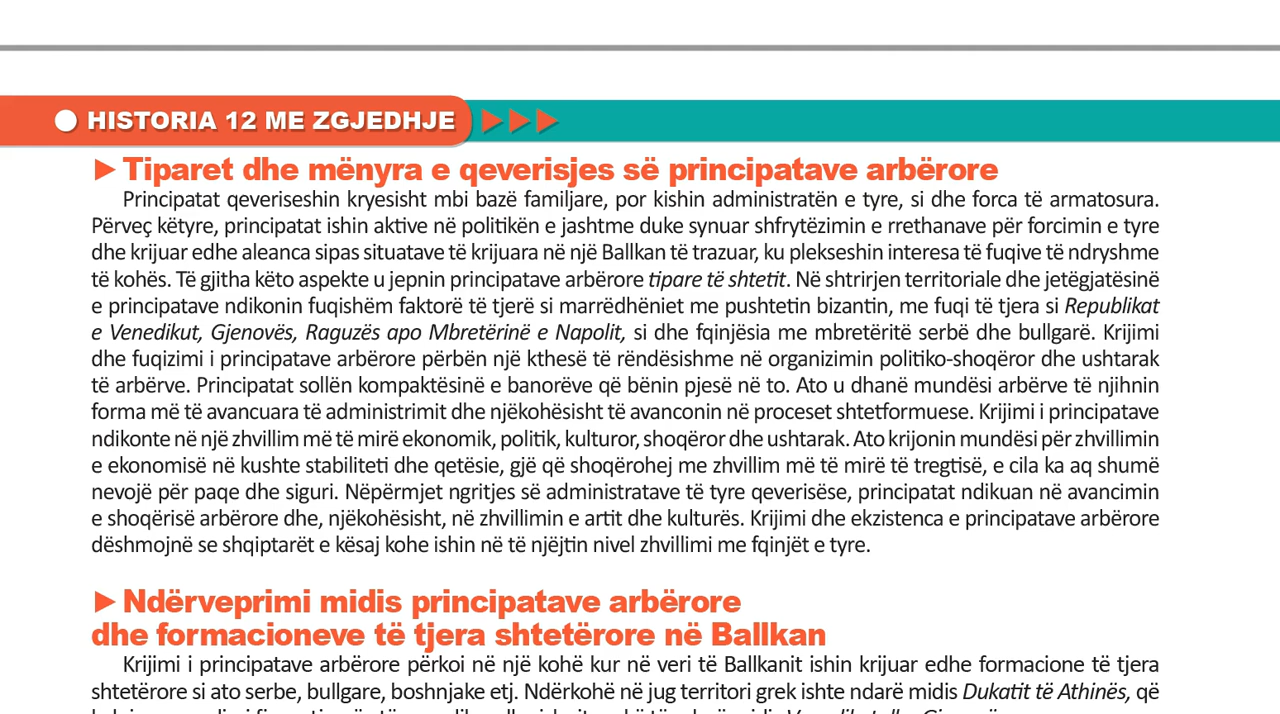 HISTORIA 12 ME ZGJEDHJE
Tiparet dhe mënyra e qeverisjes së principatave arbërore
Principatat qeveriseshin kryesisht mbi bazë familjare, por kishin administratën e tyre, si dhe forca të armatosura.
Përveç këtyre, principatat ishin aktive në politikën e jashtme duke synuar shfrytëzimin e rrethanave për forcimin e tyre
dhe krijuar edhe aleanca sipas situatave të krijuara në një Ballkan të trazuar, ku plekseshin interesa të fuqive të ndryshme
të kohës. Të gjitha këto aspekte u jepnin principatave arbërore tipare të shtetit. Në shtrirjen territoriale dhe jetëgjatësinë
e principatave ndikonin fuqishëm faktorë të tjerë si marrëdhëniet me pushtetin bizantin, me fuqi të tjera si Republikat
e Venedikut, Gjenovës, Raguzës apo Mbretërinë e Napolit, si dhe fqinjësia me mbretëritë serbë dhe bullgarë. Krijimi
dhe fuqizimi i principatave arbërore përbën një kthesë të rëndësishme në organizimin politiko-shoqëror dhe ushtarak
të arbërve. Principatat sollën kompaktësinë e banorëve që bënin pjesë në to. Ato u dhanë mundësi arbërve të njihnin
forma më të avancuara të administrimit dhe njëkohësisht të avanconin në proceset shtetformuese. Krijimi i principatave
ndikonte në një zhvillim më të mirë ekonomik, politik, kulturor, shoqëror dhe ushtarak. Ato krijonin mundësi për zhvillimin
e ekonomisë në kushte stabiliteti dhe qetësie, gjë që shoqërohej me zhvillim më të mirë të tregtisë, e cila ka aq shumë
nevojë për paqe dhe siguri. Nëpërmjet ngritjes së administratave të tyre qeverisëse, principatat ndikuan në avancimin
e shoqërisë arbërore dhe, njëkohësisht, në zhvillimin e artit dhe kulturës. Krijimi dhe ekzistenca e principatave arbërore
dëshmojnë se shqiptarët e kësaj kohe ishin në të njëjtin nivel zhvillimi me fqinjët e tyre.
Ndërveprimi midis principatave arbërore
dhe formacioneve të tjera shtetërore në Ballkan
Krijimi i principatave arbërore përkoi në një kohë kur në veri të Ballkanit ishin krijuar edhe formacione të tjera
shtetërore si ato serbe, bullgare, boshnjake etj. Ndërkohë në jug territori grek ishte ndarë midis Dukatit të Athinës, që